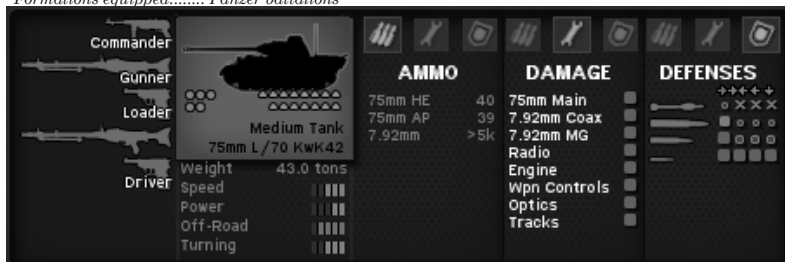 Formations equipped........ Panzer battalions
Commander
Gunner
Loader
Driver
Medium Tank
75mm L/70 KwK42
Weight 43.0 tons
Speed
Power
Off-Road
Turning
AMMO
75mm HE 40
75mm AP 39
7.92mm >5k
DAMAGE
75mm Main
7.92mm Coax
7.92mm MG
Radio
Engine
Wpn Controls
Optics
Tracks
DEFENSES